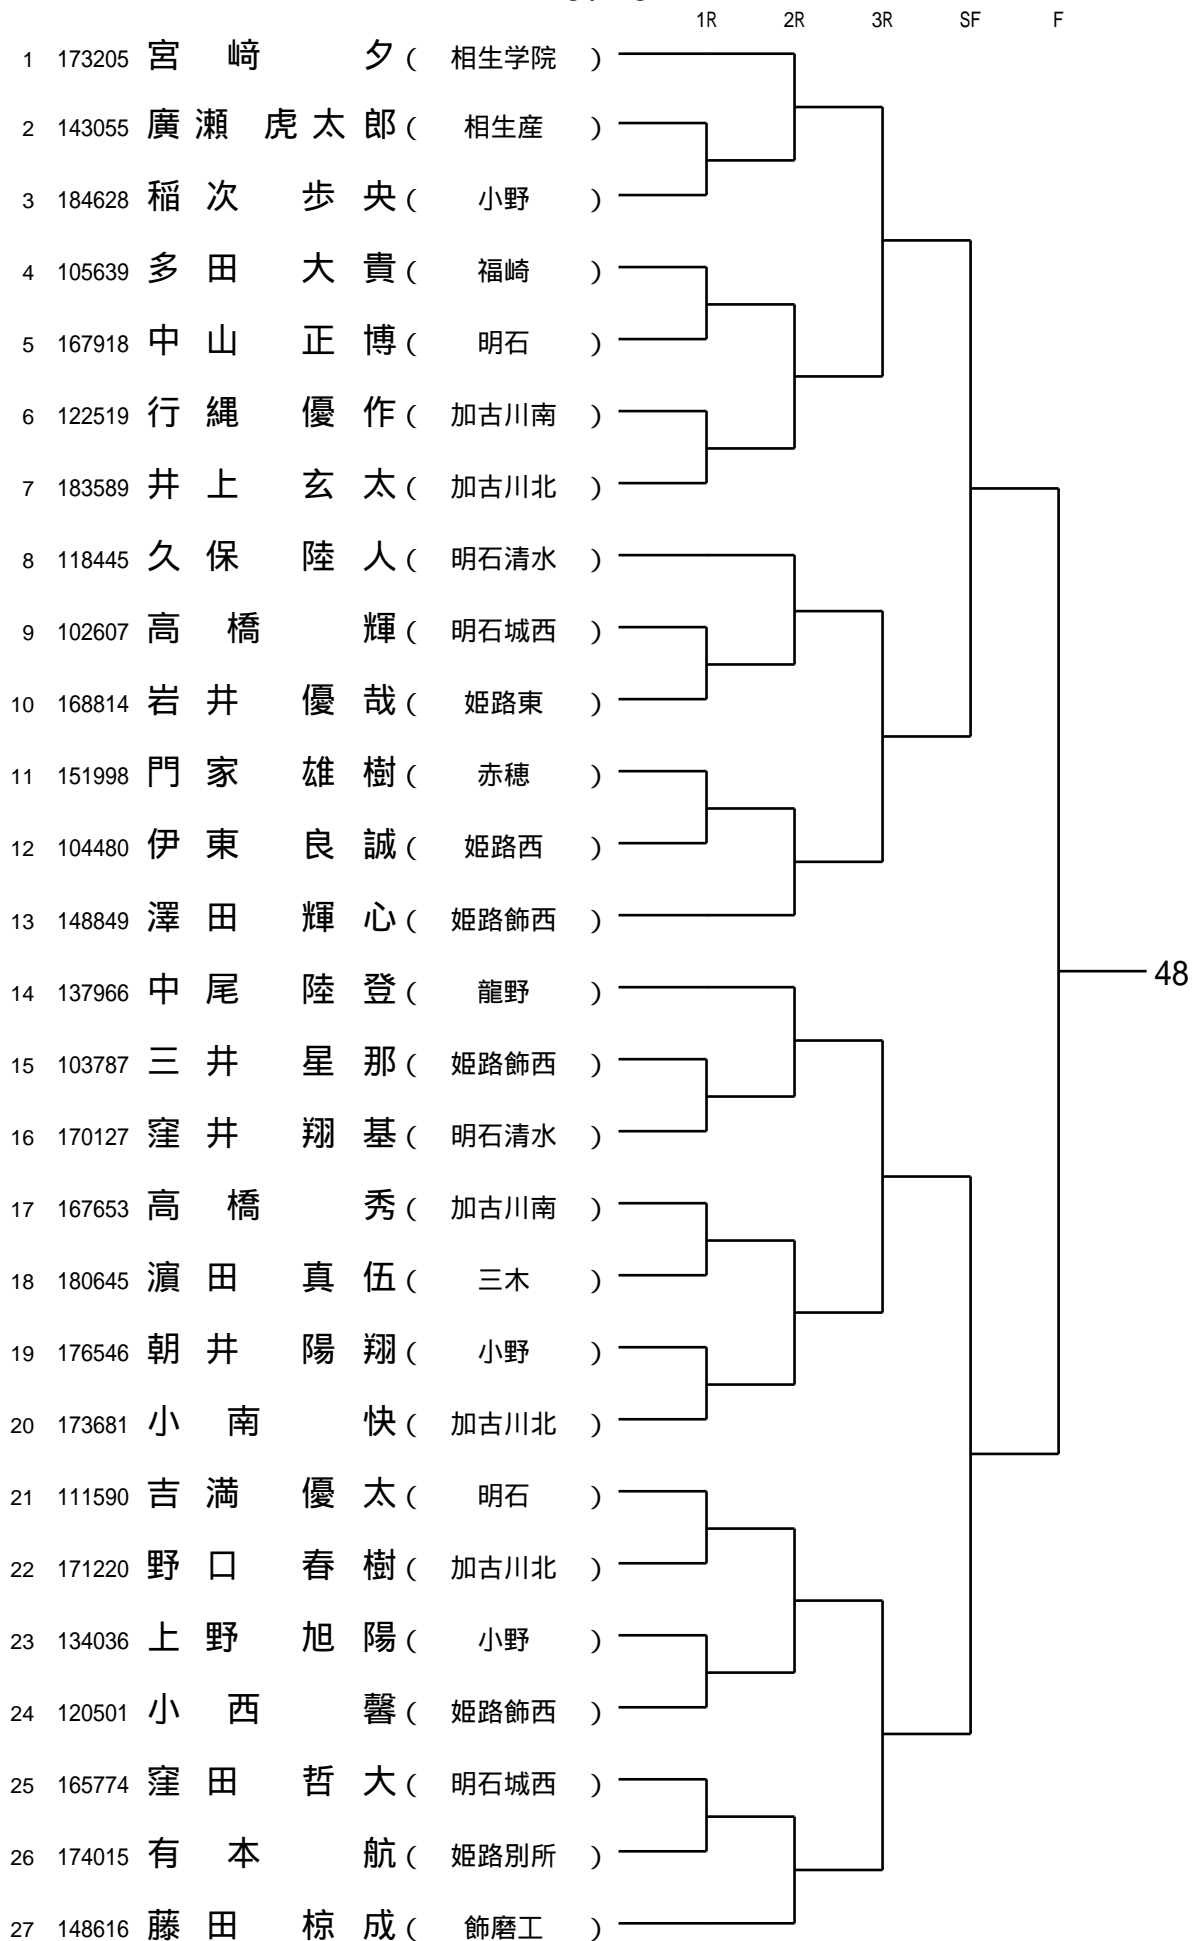 1R 2R 3R SF F
1 173205 宮﨑 夕 ( 相生学院 )
2 143055 廣瀬 虎太郎 ( 相生産 )
3 184628 稲次 歩央 ( 小野 )
4 105639 多田 大貴 ( 福崎 )
5 167918 中山 正博 ( 明石 )
6 122519 行縄 優作 ( 加古川南 )
7 183589 井上 玄太 ( 加古川北 )
8 118445 久保 陸人 ( 明石清水 )
9 102607 高橋 輝 ( 明石城西 )
10 168814 岩井 優哉 ( 姫路東 )
11 151998 門家 雄樹 ( 赤穂 )
12 104480 伊東 良誠 ( 姫路西 )
13 148849 澤田 輝心 ( 姫路飾西 )
14 137966 中尾 陸登 ( 龍野 )
48
15 103787 三井 星那 ( 姫路飾西 )
16 170127 窪井 翔基 ( 明石清水 )
17 167653 高橋 秀 ( 加古川南 )
18 180645 濵田 真伍 ( 三木 )
19 176546 朝井 陽翔 ( 小野 )
20 173681 小南 快 ( 加古川北 )
21 111590 吉満 優太 ( 明石 )
22 171220 野口 春樹 ( 加古川北 )
23 134036 上野 旭陽 ( 小野 )
24 120501 小西 馨 ( 姫路飾西 )
25 165774 窪田 哲大 ( 明石城西 )
26 174015 有本 航 ( 姫路別所 )
27 148616 藤田 椋成 ( 飾磨工 )